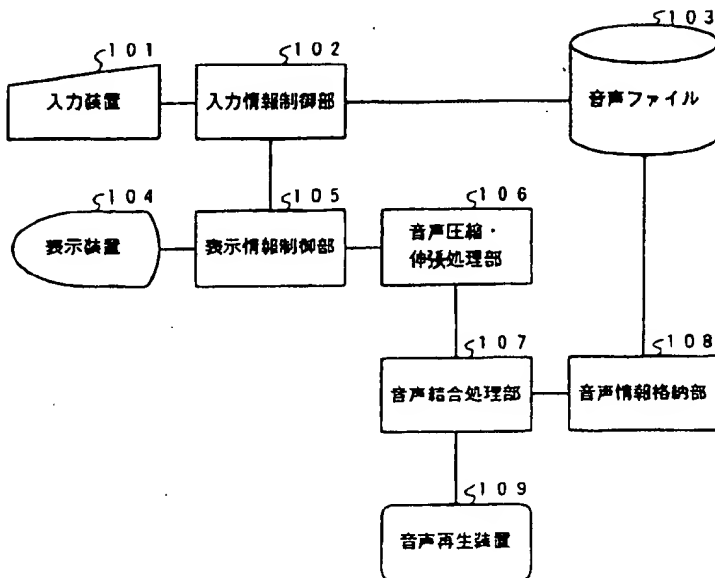 101
102
103
入力装置
入力情報制御部
音声ファイル
104
105
106
表示装置
表示情報制御部
音声圧縮・
伸張処理部
107
108
音声結合処理部
音声情報格納部
109
音声再生装置